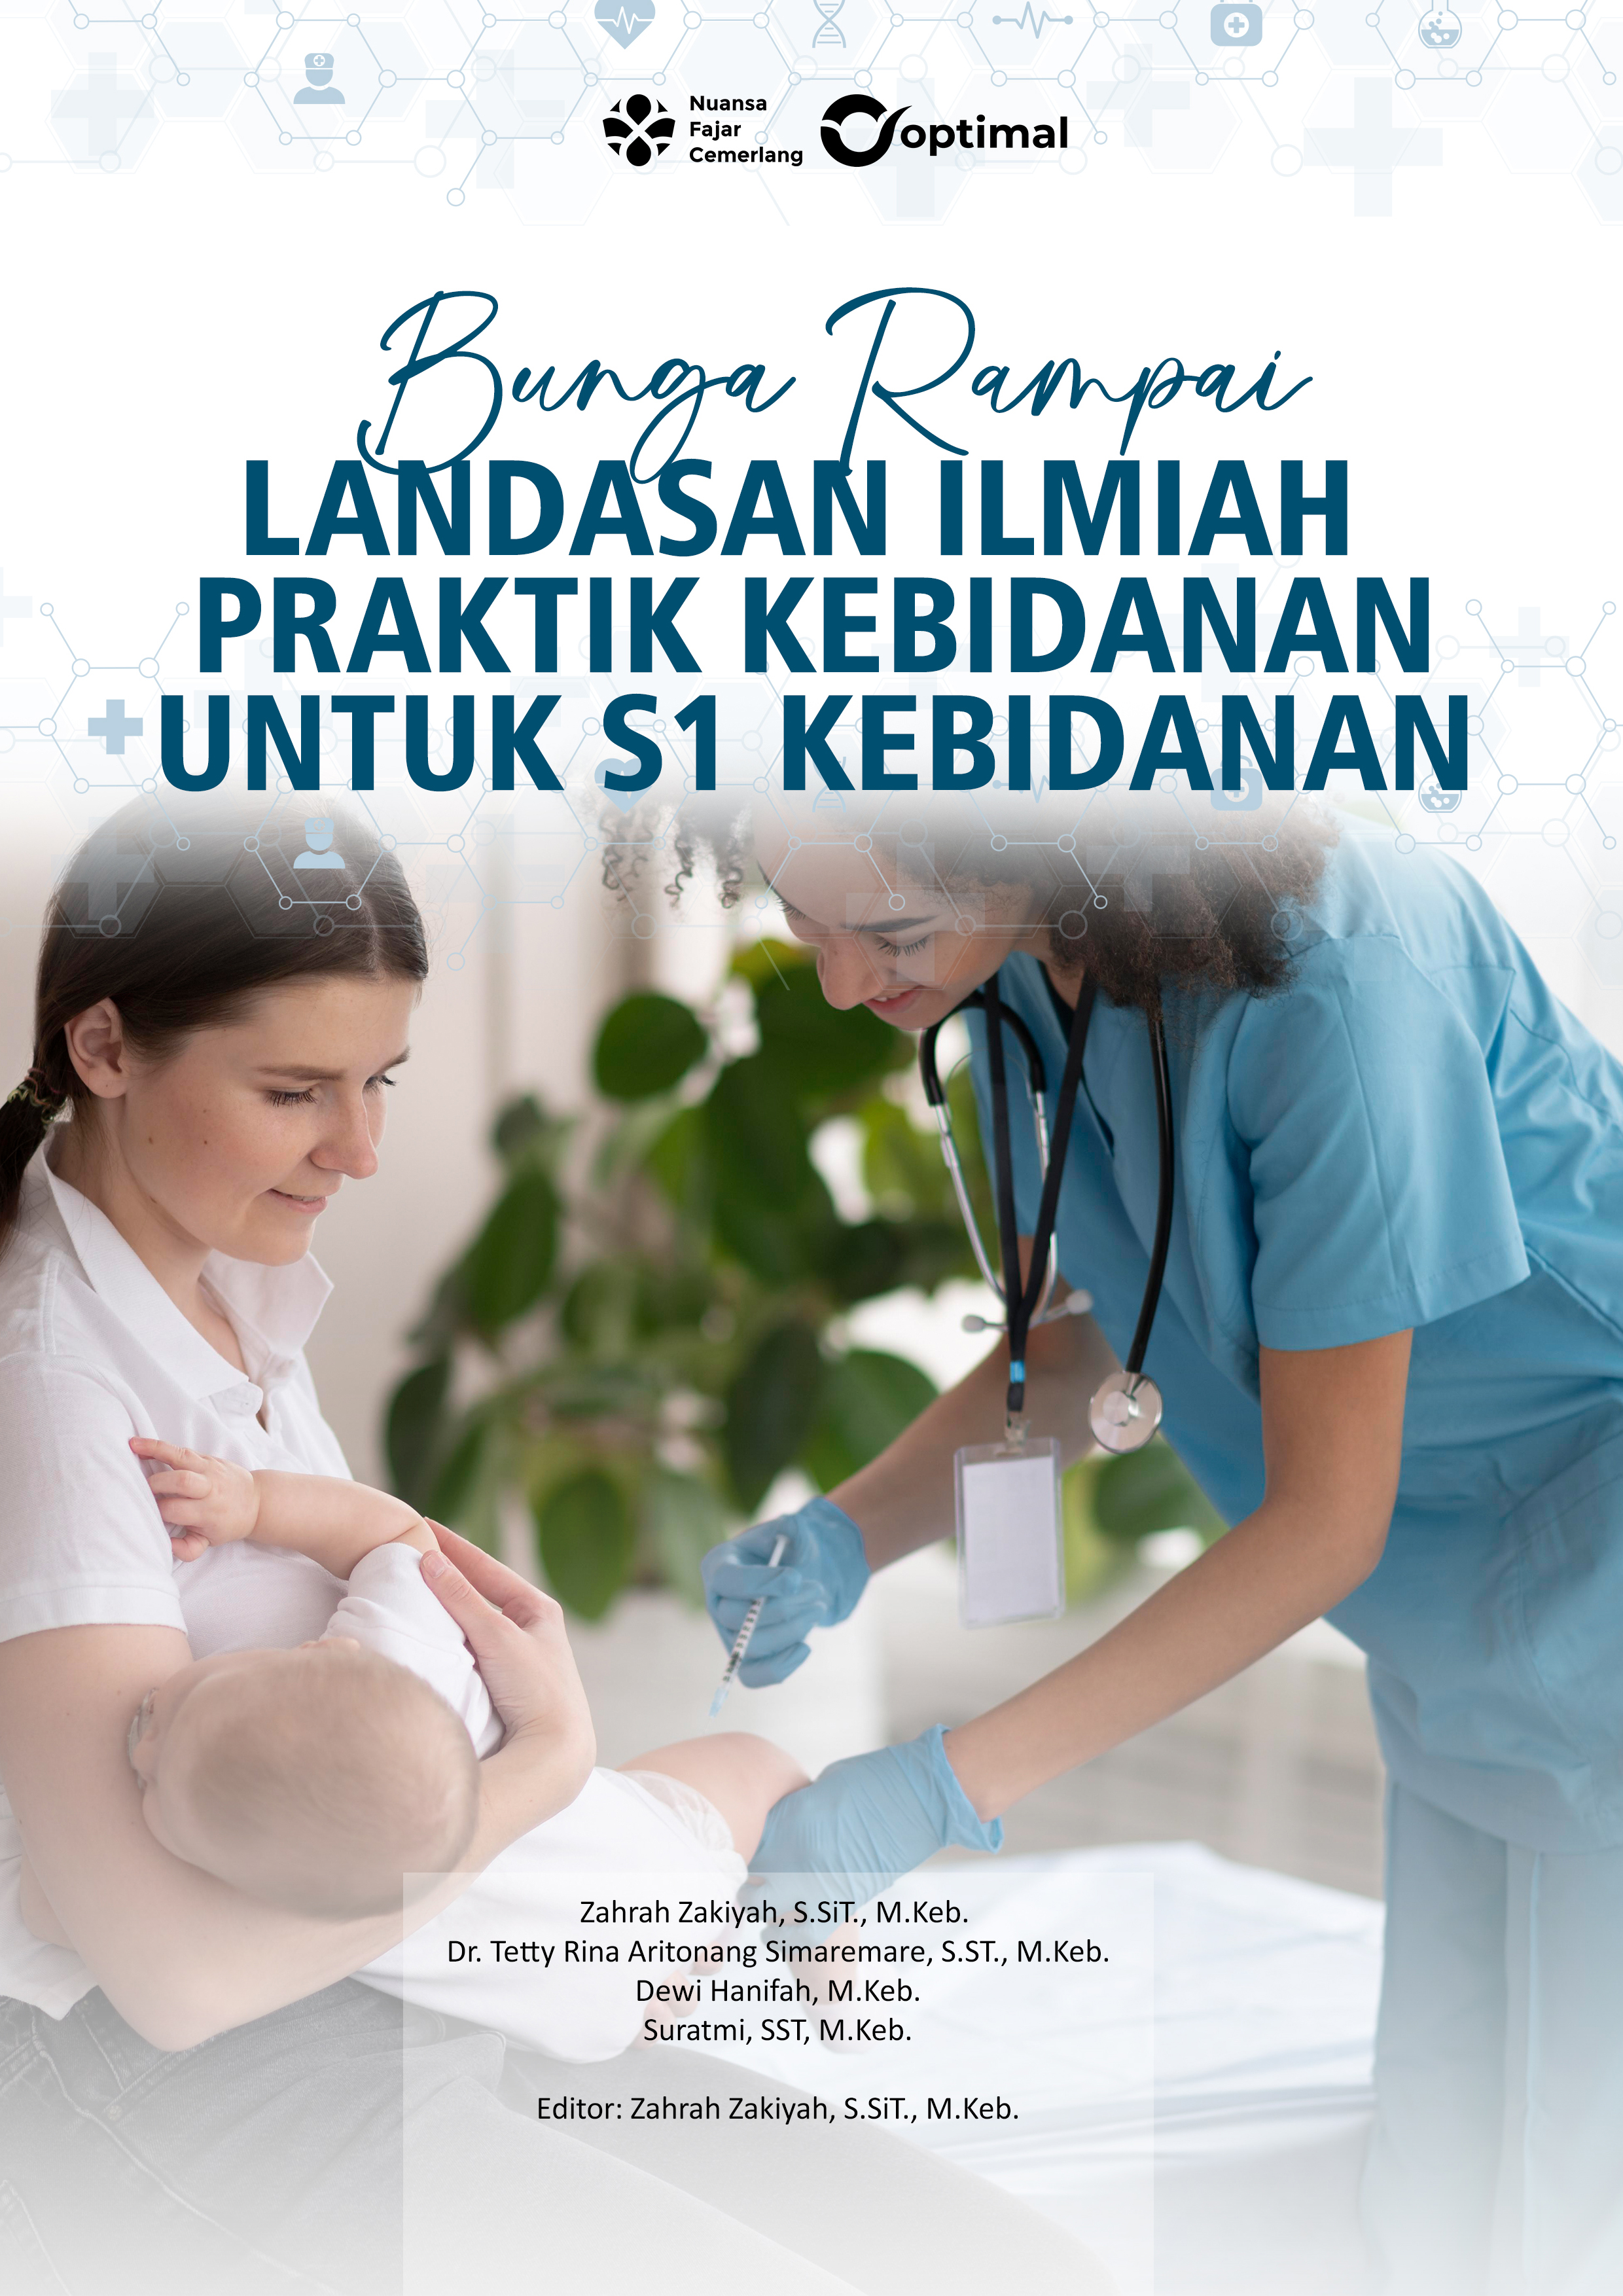 Nuansa
Fajar
Cemerlang
optimal
Bunga Rampai
LANDASAN ILMIAH
PRAKTIK KEBIDANAN
UNTUK S1 KEBIDANAN
Zahrah Zakiyah, S.SiT., M.Keb.
Dr. Tetty Rina Aritonang Simaremare, S.ST., M.Keb.
Dewi Hanifah, M.Keb.
Suratmi, SST, M.Keb.
Editor: Zahrah Zakiyah, S.SiT., M.Keb.